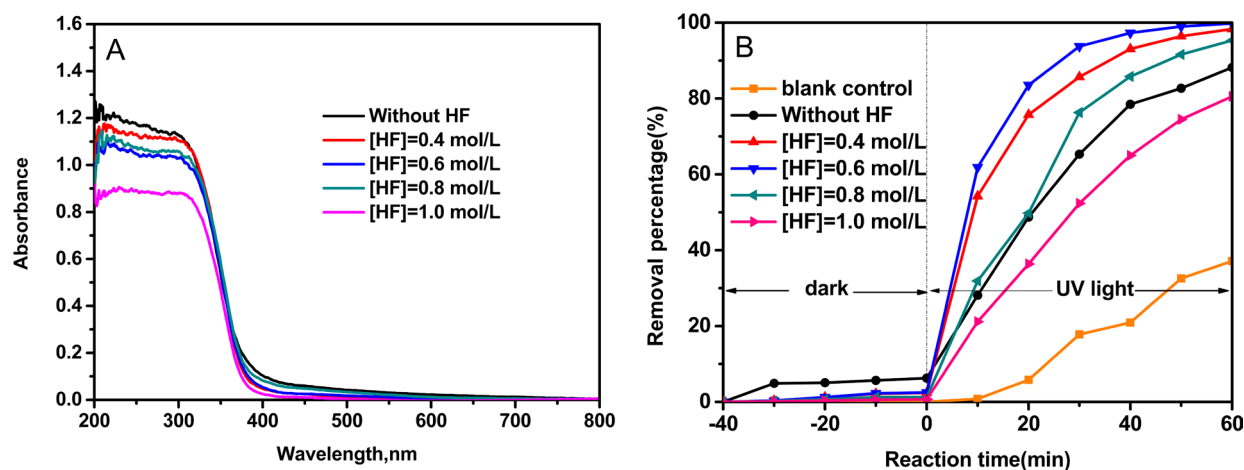 A
1.6
1.4
1.2
1.0
0.8
0.6
0.4
0.2
0.0
200 300 400 500 600 700 800
Absorbance
Wavelength,nm
Without HF
[HF]=0.4 mol/L
[HF]=0.6 mol/L
[HF]=0.8 mol/L
[HF]=1.0 mol/L
B
100
80
60
40
20
0
-40 -20 0 20 40 60
Removal percentage(%)
Reaction time(min)
blank control
Without HF
[HF]=0.4 mol/L
[HF]=0.6 mol/L
[HF]=0.8 mol/L
[HF]=1.0 mol/L
dark
UV light